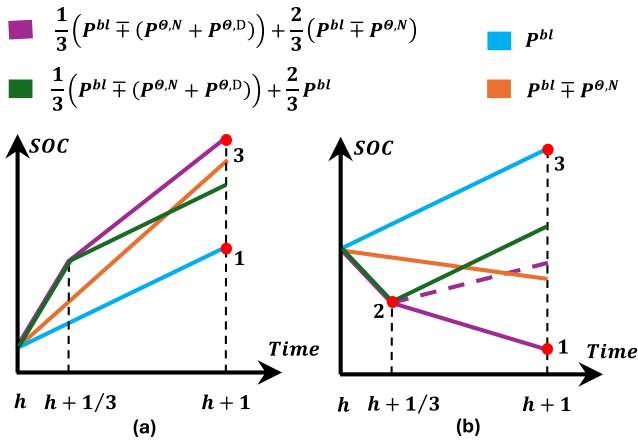 1/3(P^{bl} ∓ (P^{Θ,N} + P^{Θ,D})) + 2/3(P^{bl} ∓ P^{Θ,N})
P^{bl}
1/3(P^{bl} ∓ (P^{Θ,N} + P^{Θ,D})) + 2/3 P^{bl}
P^{bl} ∓ P^{Θ,N}
SOC
3
1
Time
h h + 1/3 h + 1
(a)
SOC
3
2
1
Time
h h + 1/3 h + 1
(b)